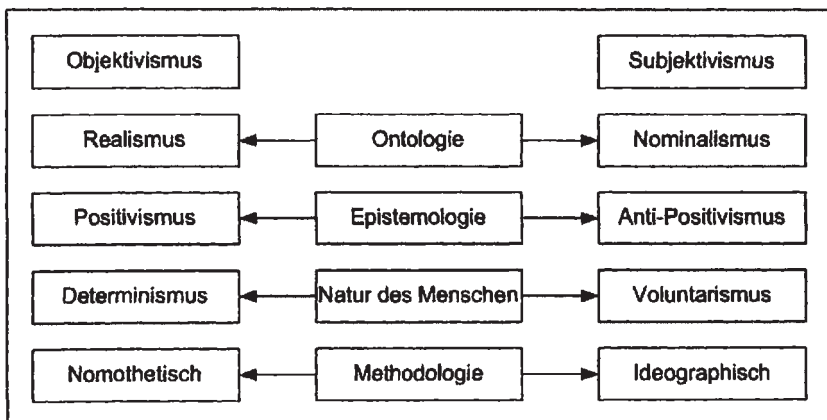 Objektivismus Subjektivismus
Realismus Ontologie Nominalismus
Positivismus Epistemologie Anti-Positivismus
Determinismus Natur des Menschen Voluntarismus
Nomothetisch Methodologie Ideographisch